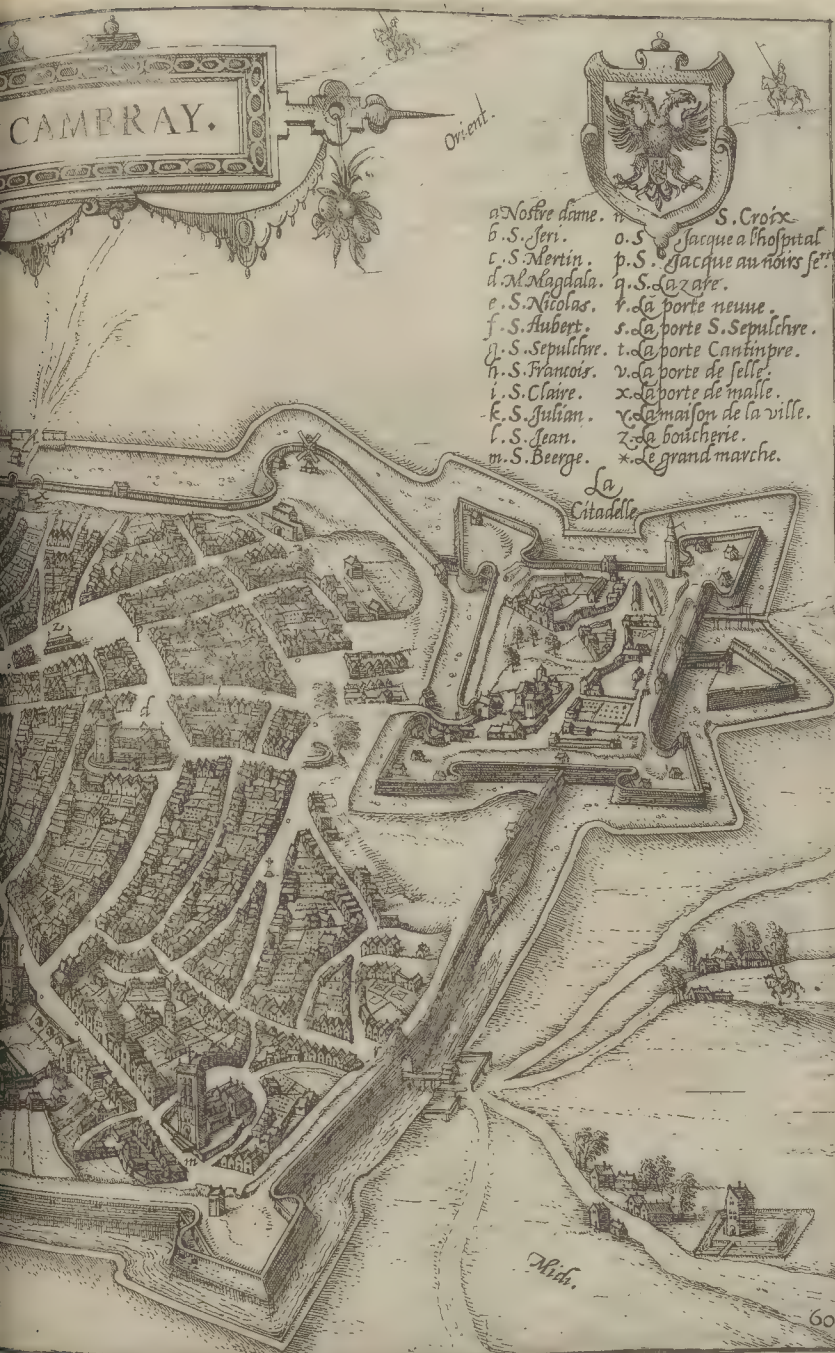 CAMBRAY.
Orient.
a Nostre dame.
b.S.Jeri.
c.S.Mertin.
d.M.Magdala.
e.S.Nicolas.
f.S.Aubert.
g.S.Sepulchre.
h.S.Francois.
i.S.Claire.
k.S.Julian.
l.S.Jean.
m.S.Beerge.
n S.Croix
o.S Jacque a l'hospital
p.S. Jacque au noirs
q.S.Lazare.
r.La porte neuue.
s.La porte S.Sepulchre.
t.La porte Cantinpre.
v.La porte de selle.
x.La porte de malle.
y.La maison de la ville.
z.La boucherie.
*.Le grand marche.
La
Citadelle
x
z
p
d
m
Midi.
60